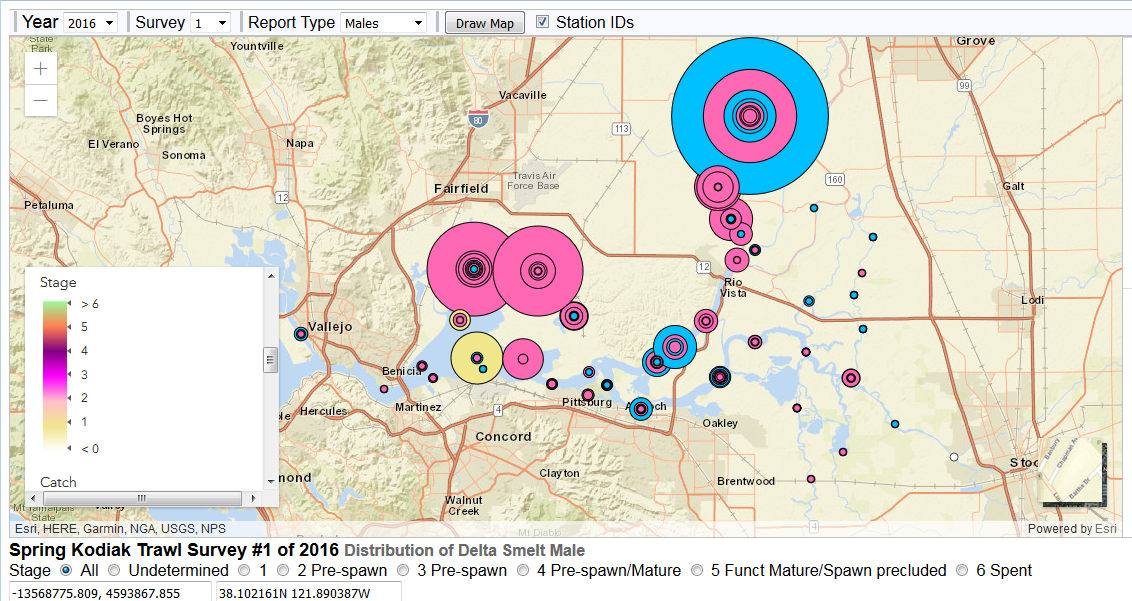 Year 2016 Survey 1 Report Type Males Draw Map Station IDs
State
Park
Yountville
Grove
+
−
99
Vacaville
80
113
Boyes Hot
Springs
El Verano
Sonoma
Napa
Travis Air
Force Base
160
Fairfield
Galt
12
Petaluma
12
Rio
Vista
Stage
> 6
5
4
3
2
1
< 0
Catch
Lodi
Vallejo
Benicia
Pittsburg
Hercules
Martinez
4
Oakley
Concord
Clayton
Brentwood
Walnut
Creek
Mt Tamalpais
State
Mt Diablo
4
Esri, HERE, Garmin, NGA, USGS, NPS
Powered by Esri
Spring Kodiak Trawl Survey #1 of 2016 Distribution of Delta Smelt Male
Stage All Undetermined 1 2 Pre-spawn 3 Pre-spawn 4 Pre-spawn/Mature 5 Funct Mature/Spawn precluded 6 Spent
-13568775.809, 4593867.855 38.102161N 121.890387W